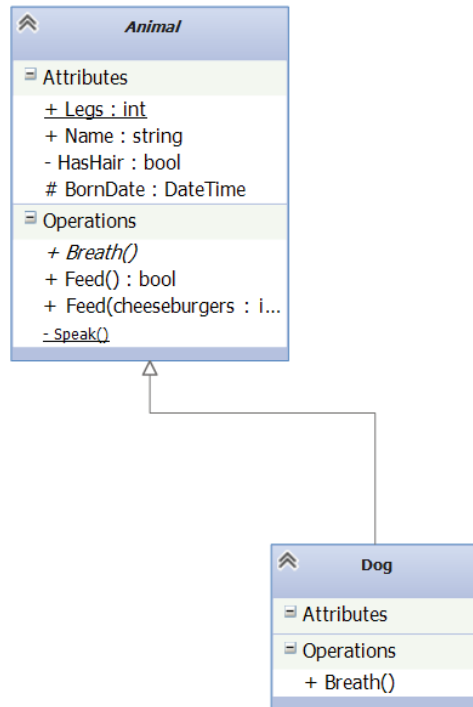 Animal
Attributes
+ Legs : int
+ Name : string
- HasHair : bool
# BornDate : DateTime
Operations
+ Breath()
+ Feed() : bool
+ Feed(cheeseburgers : i...
- Speak()
Dog
Attributes
Operations
+ Breath()